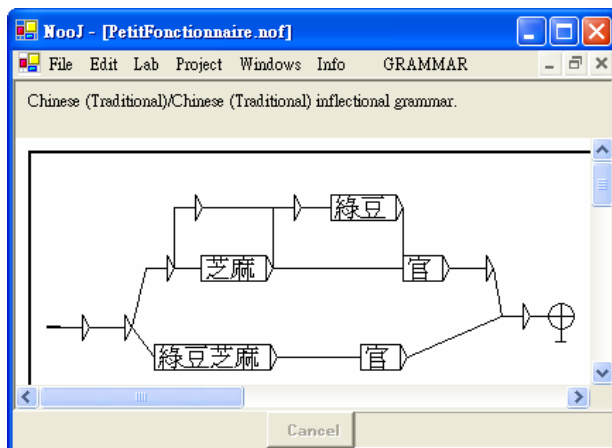 NooJ - [PetitFonctionnaire.nof]
File Edit Lab Project Windows Info GRAMMAR
Chinese (Traditional)/Chinese (Traditional) inflectional grammar.
綠豆
芝麻 官
綠豆芝麻 官
Cancel